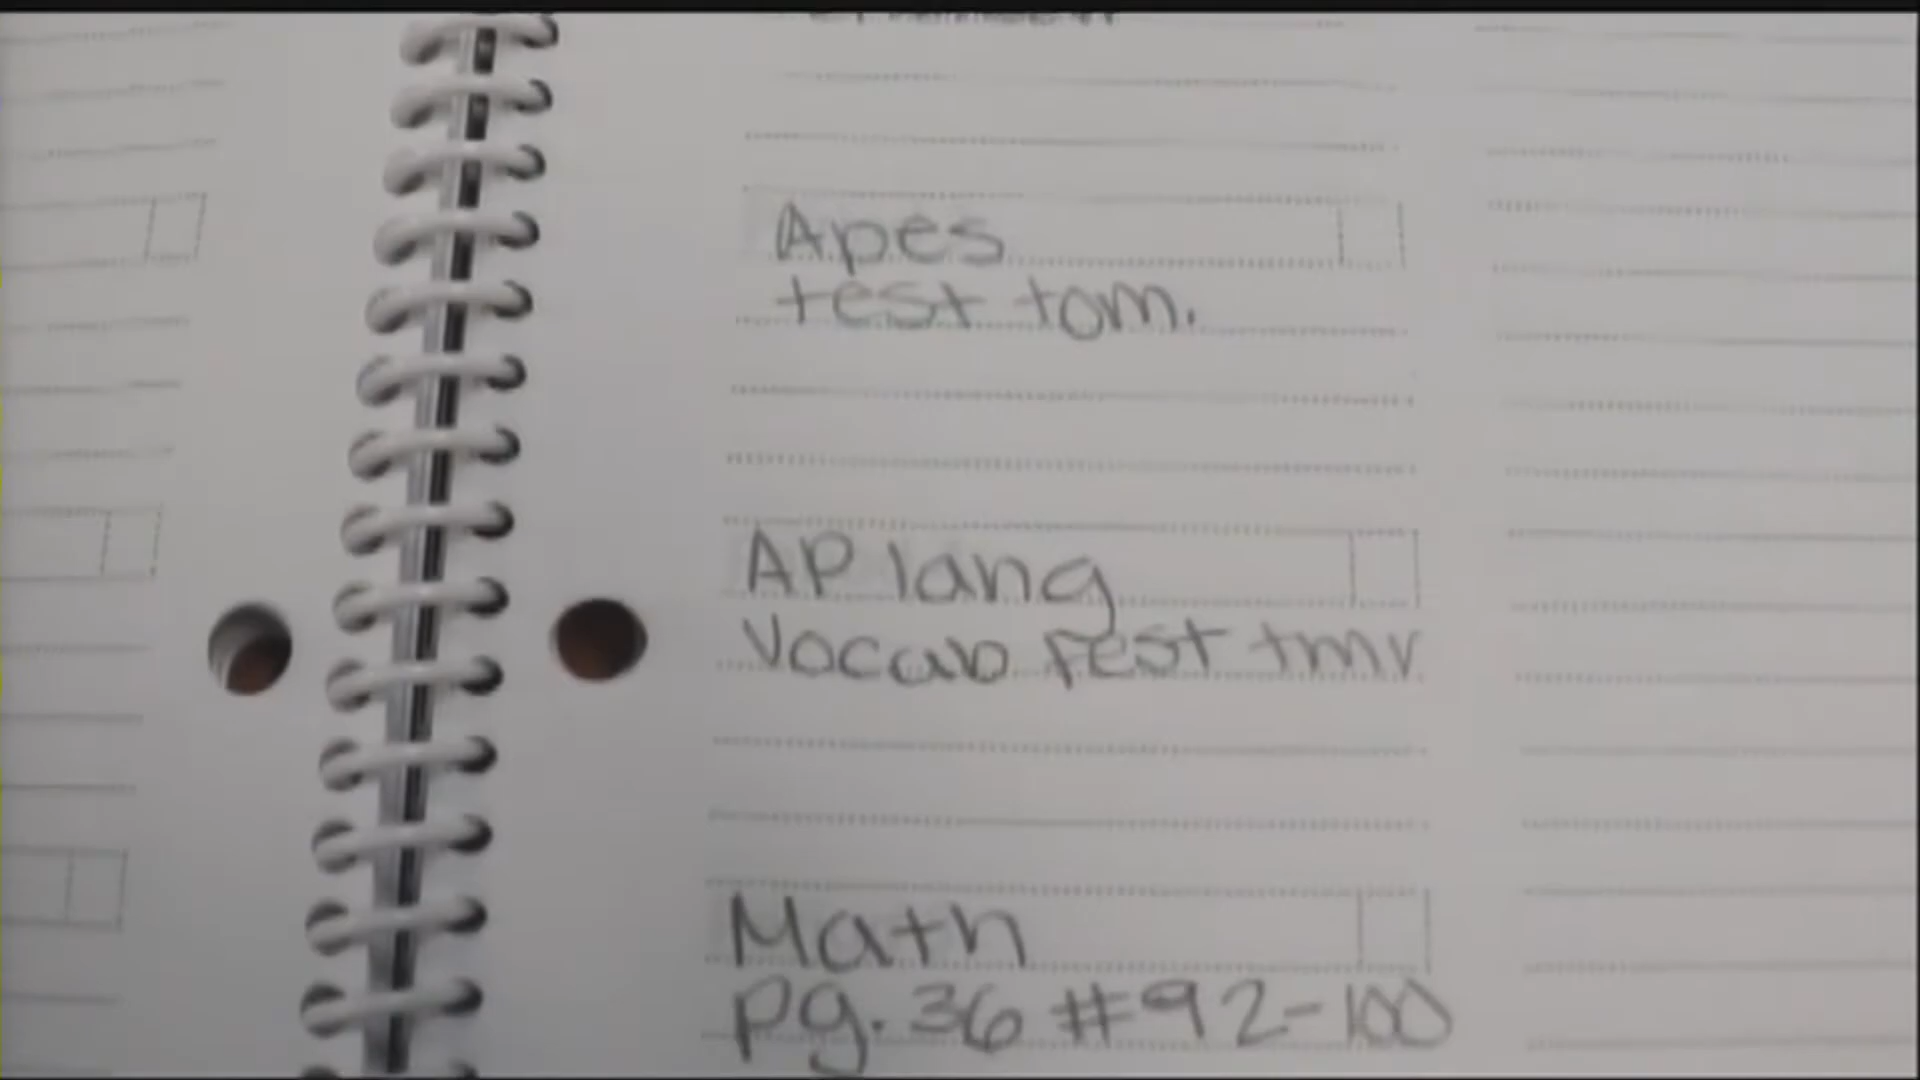 Apes
test tom.
AP lang
Vocab Test tmr
Math
pg. 36 #92-100